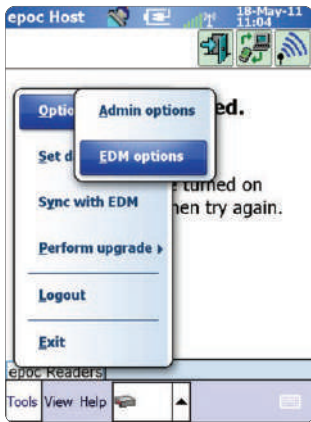 epoc Host 18-May-11
11:04
Optio Admin options ed.
Set d EDM options
turned on
Sync with EDM hen try again.
Perform upgrade
Logout
Exit
epoc Readers
Tools View Help